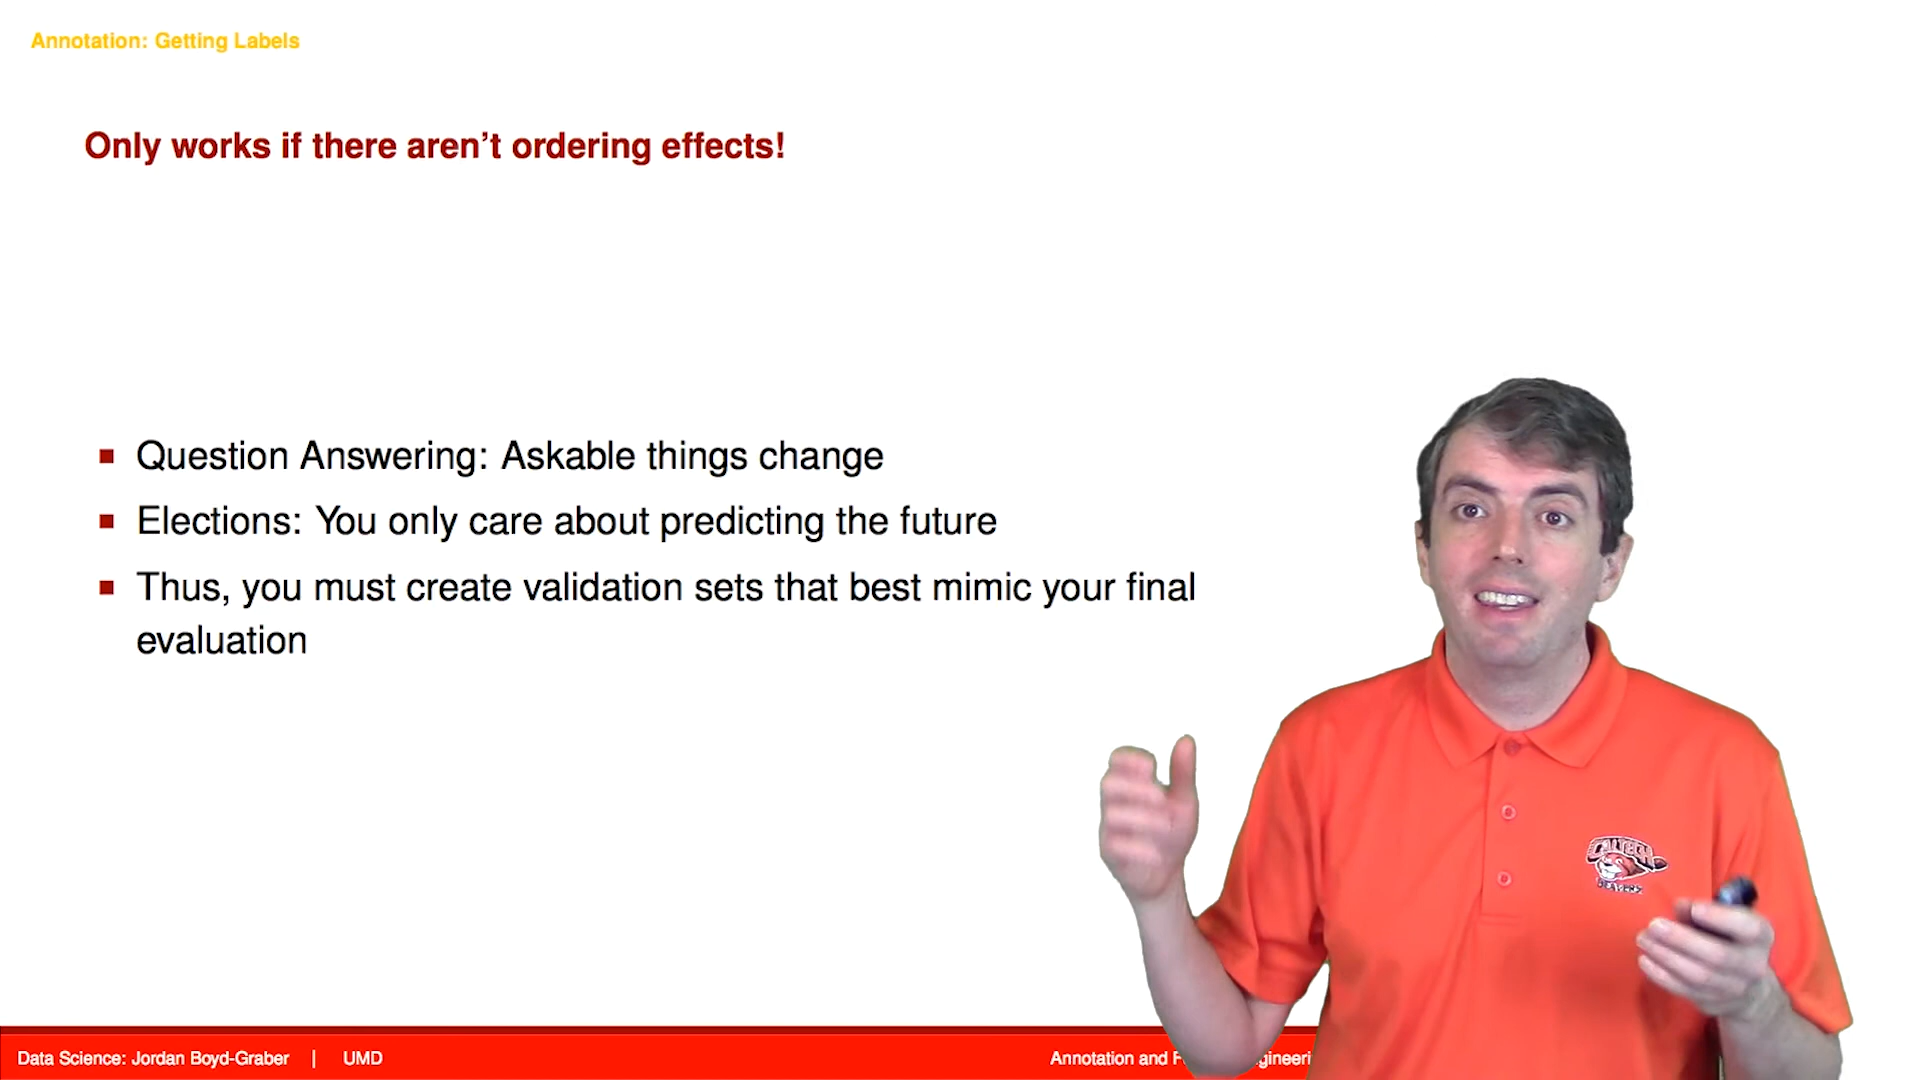 Annotation: Getting Labels
Only works if there aren't ordering effects!
Question Answering: Askable things change
Elections: You only care about predicting the future
Thus, you must create validation sets that best mimic your final
evaluation
CALTECH
BEAVERS
Data Science: Jordan Boyd-Graber | UMD
Annotation and